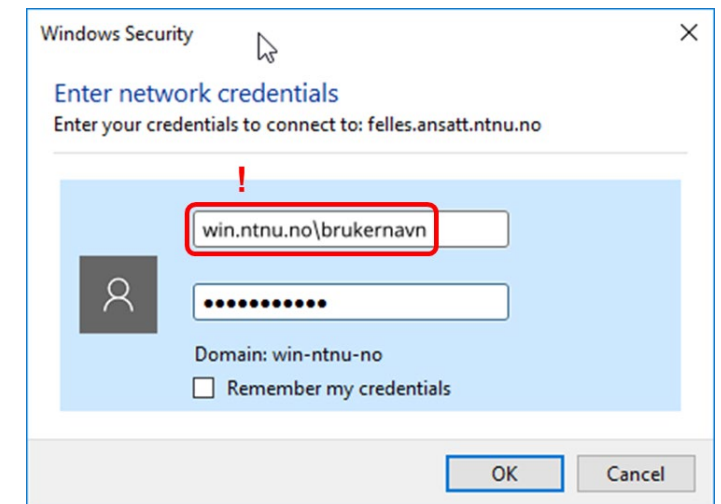 Windows Security
Enter network credentials
Enter your credentials to connect to: felles.ansatt.ntnu.no
!
win.ntnu.no\brukernavn
•••••••••••
Domain: win-ntnu-no
Remember my credentials
OK Cancel